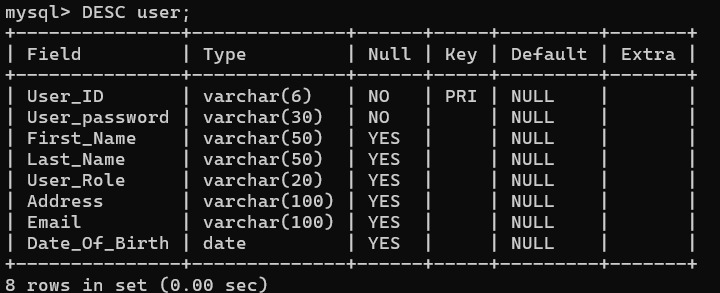 mysql> DESC user;
+---------------+--------------+------+-----+---------+-------+
| Field         | Type         | Null | Key | Default | Extra |
+---------------+--------------+------+-----+---------+-------+
| User_ID       | varchar(6)   | NO   | PRI | NULL    |       |
| User_password | varchar(30)  | NO   |     | NULL    |       |
| First_Name    | varchar(50)  | YES  |     | NULL    |       |
| Last_Name     | varchar(50)  | YES  |     | NULL    |       |
| User_Role     | varchar(20)  | YES  |     | NULL    |       |
| Address       | varchar(100) | YES  |     | NULL    |       |
| Email         | varchar(100) | YES  |     | NULL    |       |
| Date_Of_Birth | date         | YES  |     | NULL    |       |
+---------------+--------------+------+-----+---------+-------+
8 rows in set (0.00 sec)